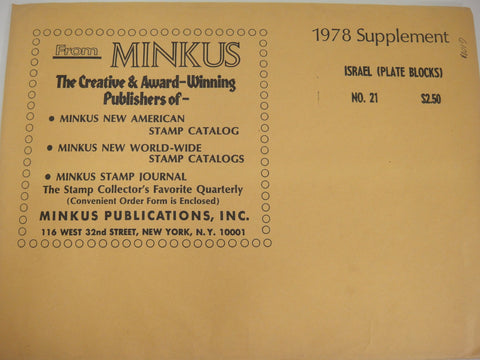 From MINKUS
The Creative & Award-Winning
Publishers of-
• MINKUS NEW AMERICAN
STAMP CATALOG
• MINKUS NEW WORLD-WIDE
STAMP CATALOGS
• MINKUS STAMP JOURNAL
The Stamp Collector's Favorite Quarterly
(Convenient Order Form is Enclosed)
MINKUS PUBLICATIONS, INC.
116 WEST 32nd STREET, NEW YORK, N.Y. 10001
1978 Supplement
ISRAEL (PLATE BLOCKS)
NO. 21 $2.50